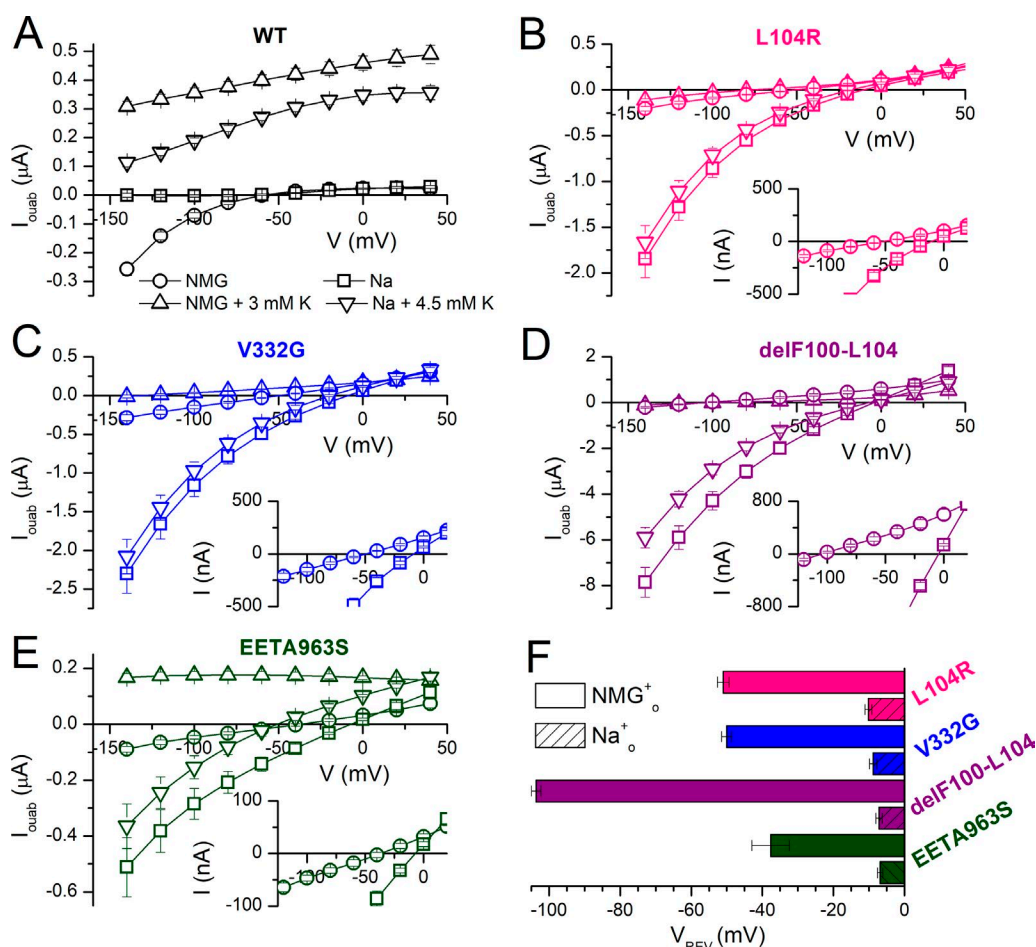 A
WT
I_ouab (µA)
0.5
0.4
0.3
0.2
0.1
0.0
-0.1
-0.2
-0.3
-150
-50
50
V (mV)
NMG
Na
NMG + 3 mM K
Na + 4.5 mM K
B
L104R
I_ouab (µA)
0.5
0.0
-0.5
-1.0
-1.5
-2.0
-150
-100
-50
0
50
V (mV)
I (nA)
500
0
-500
-100
-50
0
C
V332G
I_ouab (µA)
0.5
0.0
-0.5
-1.0
-1.5
-2.0
-2.5
-150
-100
-50
0
50
V (mV)
I (nA)
500
0
-500
-100
-50
0
D
delF100-L104
I_ouab (µA)
2
0
-2
-4
-6
-8
-150
-100
-50
0
50
V (mV)
I (nA)
800
0
-800
-100
-50
0
E
EETA963S
I_ouab (µA)
0.2
0.0
-0.2
-0.4
-0.6
-150
-100
-50
0
50
V (mV)
I (nA)
100
0
-100
-100
-50
0
F
NMG⁺ₒ
Na⁺ₒ
L104R
V332G
delF100-L104
EETA963S
-100
-80
-60
-40
-20
0
V_REV (mV)